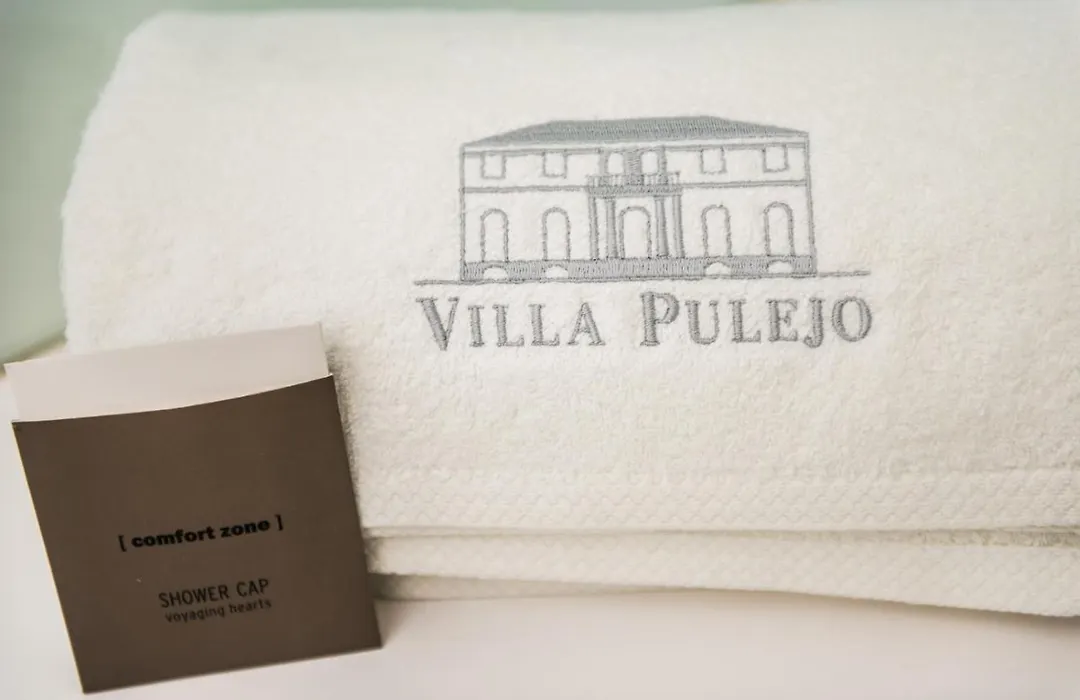 VILLA PULEJO
[ comfort zone ]
SHOWER CAP
voyaging hearts